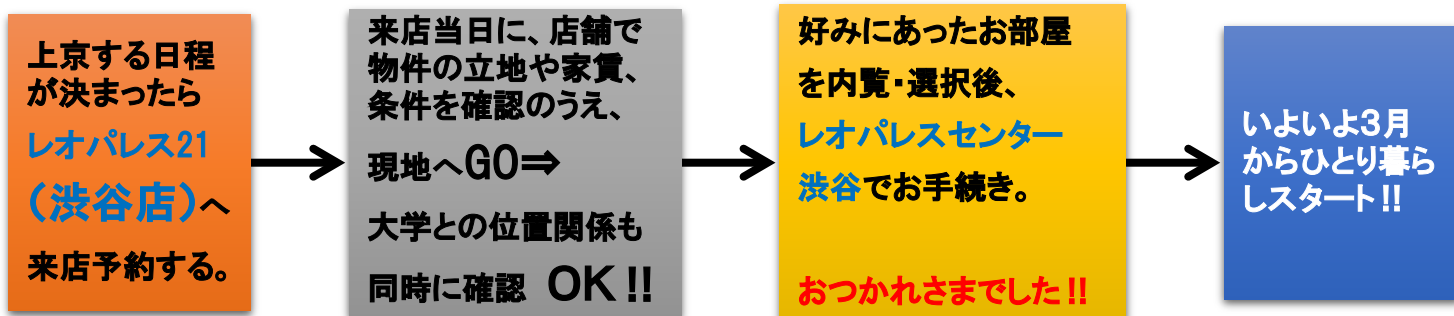 上京する日程
が決まったら
レオパレス21
（渋谷店）へ
来店予約する。
来店当日に、店舗で
物件の立地や家賃、
条件を確認のうえ、
現地へGO⇒
大学との位置関係も
同時に確認 OK!!
好みにあったお部屋
を内覧・選択後、
レオパレスセンター
渋谷でお手続き。
おつかれさまでした!!
いよいよ3月
からひとり暮ら
しスタート!!